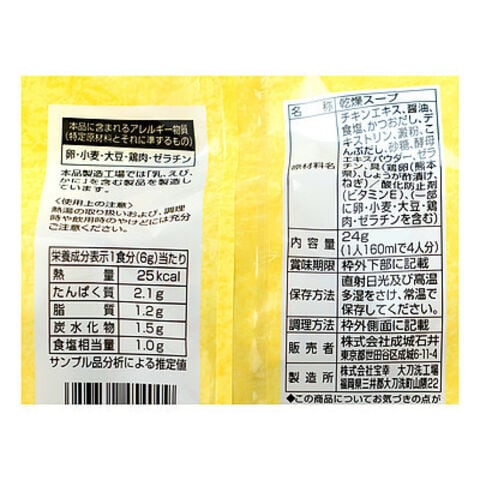 本品に含まれるアレルギー物質
(特定原材料とそれに準ずるもの)
卵・小麦・大豆・鶏肉・ゼラチン
本品製造工場では「乳、えび、
かに」を含む製品を製造し
ています。
〈使用上の注意〉
熱湯の取り扱いおよび、調理
時や飲用時のやけどには充分
ご注意ください。
栄養成分表示1食分(6g)当たり
熱量 25kcal
たんぱく質 2.1g
脂質 1.2g
炭水化物 1.5g
食塩相当量 1.0g
サンプル品分析による推定値
名称 乾燥スープ
原材料名 チキンエキス、醤油、
食塩、かつおだし、デ
キストリン、澱粉、こ
んぶだし、砂糖、酵母
エキスパウダー、ゼラ
チン、具(鶏卵(熊本
県)、しょうが酢漬け、
ねぎ)/酸化防止剤
(ビタミンE)、(一部
に卵・小麦・大豆・鶏
肉・ゼラチンを含む)
内容量 24g
(1人160mlで4人分)
賞味期限 枠外下部に記載
保存方法 直射日光及び高温
多湿をさけ、常温で
保存してください。
調理方法 枠外側面に記載
販売者 株式会社成城石井
東京都世田谷区成城6-11-4
製造所 株式会社宝幸 大刀洗工場
福岡県三井郡大刀洗町山隈22
◆この商品についてお気づきの点が